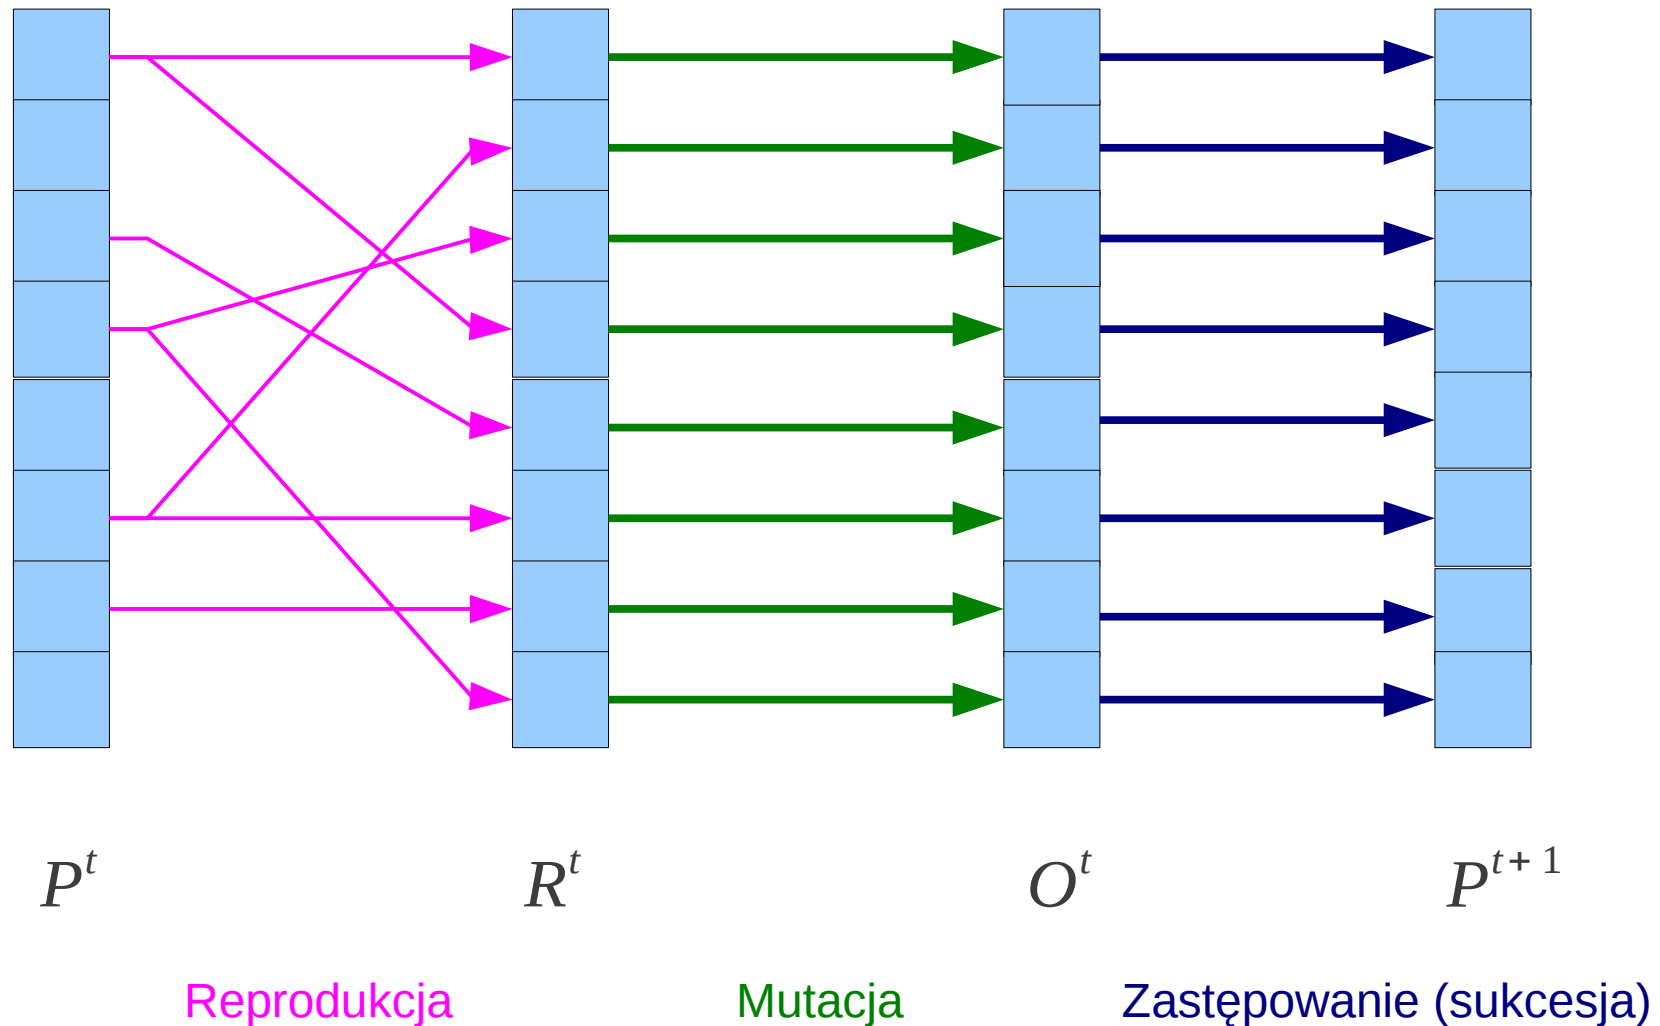 P^t R^t O^t P^{t+1}
Reprodukcja Mutacja Zastępowanie (sukcesja)